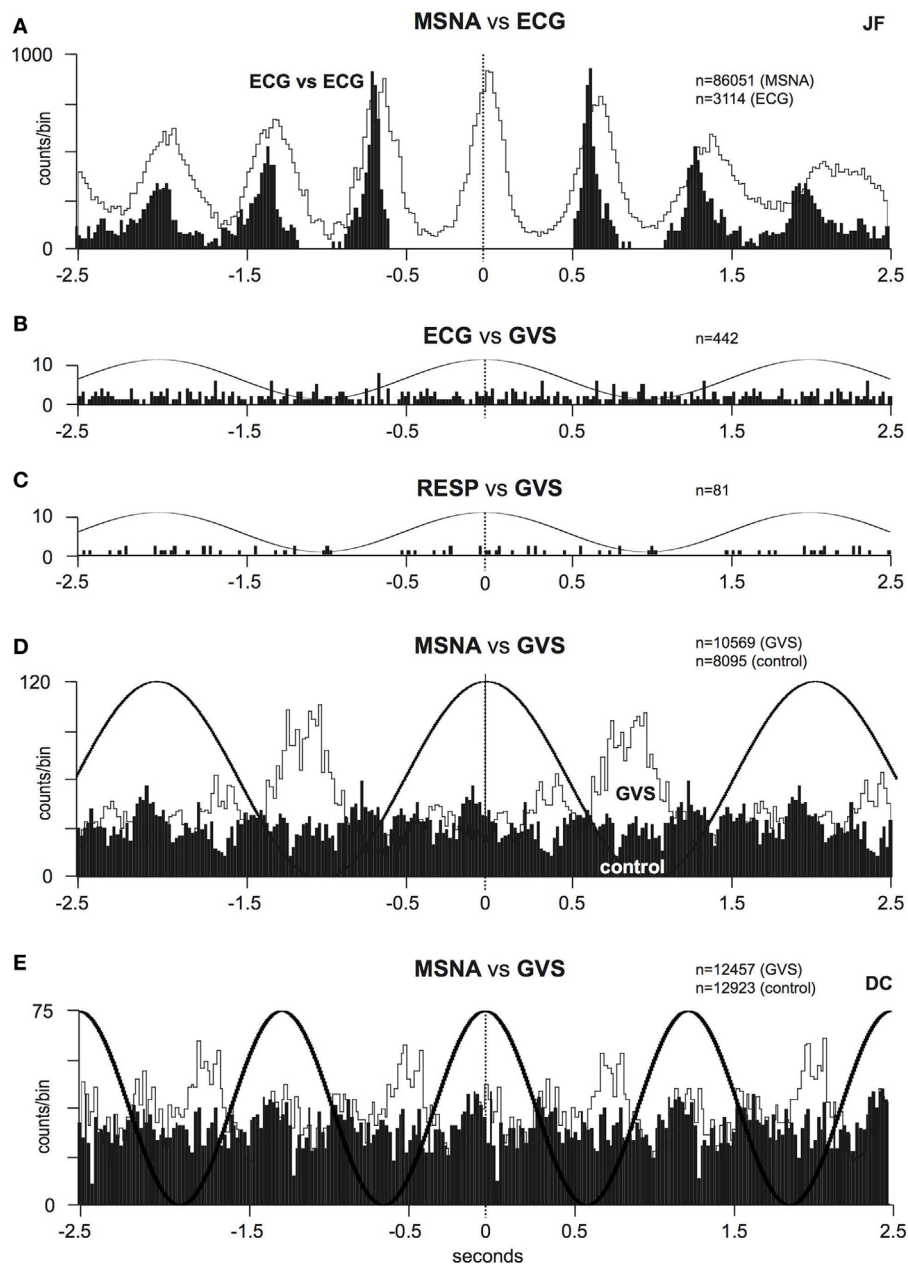 A
MSNA vs ECG
JF
1000
ECG vs ECG
n=86051 (MSNA)
n=3114 (ECG)
counts/bin
0
-2.5 -1.5 -0.5 0 0.5 1.5 2.5
B
ECG vs GVS
n=442
10
0
-2.5 -1.5 -0.5 0 0.5 1.5 2.5
C
RESP vs GVS
n=81
10
0
-2.5 -1.5 -0.5 0 0.5 1.5 2.5
D
MSNA vs GVS
n=10569 (GVS)
n=8095 (control)
120
counts/bin
GVS
control
0
-2.5 -1.5 -0.5 0 0.5 1.5 2.5
E
MSNA vs GVS
n=12457 (GVS)
n=12923 (control)
DC
75
counts/bin
0
-2.5 -1.5 -0.5 0 0.5 1.5 2.5
seconds